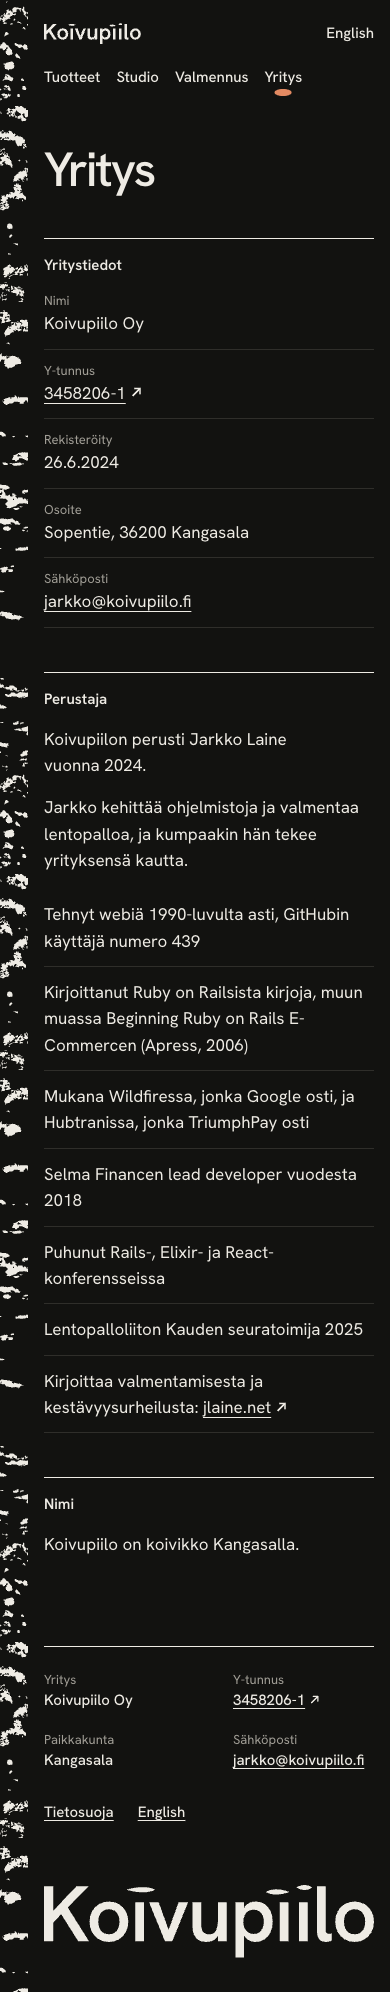 Koivupiilo
English
Tuotteet Studio Valmennus Yritys
Yritys
Yritystiedot
Nimi
Koivupiilo Oy
Y-tunnus
3458206-1 ↗
Rekisteröity
26.6.2024
Osoite
Sopentie, 36200 Kangasala
Sähköposti
jarkko@koivupiilo.fi
Perustaja
Koivupiilon perusti Jarkko Laine
vuonna 2024.
Jarkko kehittää ohjelmistoja ja valmentaa
lentopalloa, ja kumpaakin hän tekee
yrityksensä kautta.
Tehnyt webiä 1990-luvulta asti, GitHubin
käyttäjä numero 439
Kirjoittanut Ruby on Railsista kirjoja, muun
muassa Beginning Ruby on Rails E-
Commercen (Apress, 2006)
Mukana Wildfiressa, jonka Google osti, ja
Hubtranissa, jonka TriumphPay osti
Selma Financen lead developer vuodesta
2018
Puhunut Rails-, Elixir- ja React-
konferensseissa
Lentopalloliiton Kauden seuratoimija 2025
Kirjoittaa valmentamisesta ja
kestävyysurheilusta: jlaine.net ↗
Nimi
Koivupiilo on koivikko Kangasalla.
Yritys
Koivupiilo Oy
Y-tunnus
3458206-1 ↗
Paikkakunta
Kangasala
Sähköposti
jarkko@koivupiilo.fi
Tietosuoja English
Koivupiilo